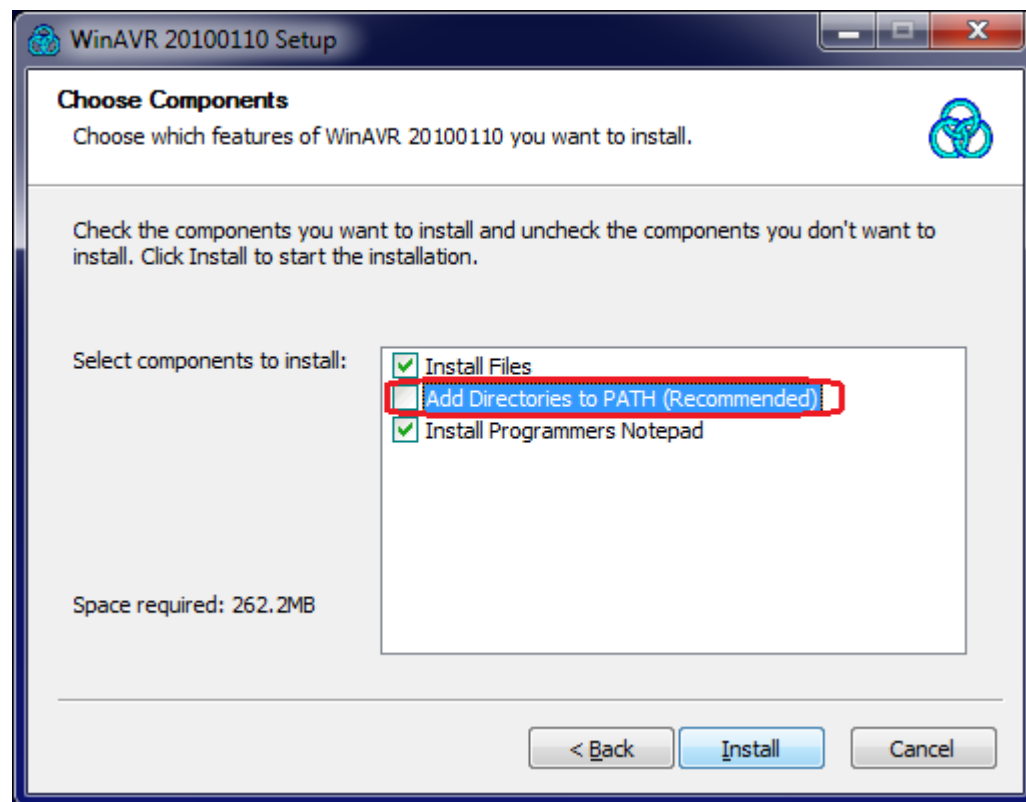 WinAVR 20100110 Setup
Choose Components
Choose which features of WinAVR 20100110 you want to install.
Check the components you want to install and uncheck the components you don't want to
install. Click Install to start the installation.
Select components to install:
Install Files
Add Directories to PATH (Recommended)
Install Programmers Notepad
Space required: 262.2MB
< Back
Install
Cancel